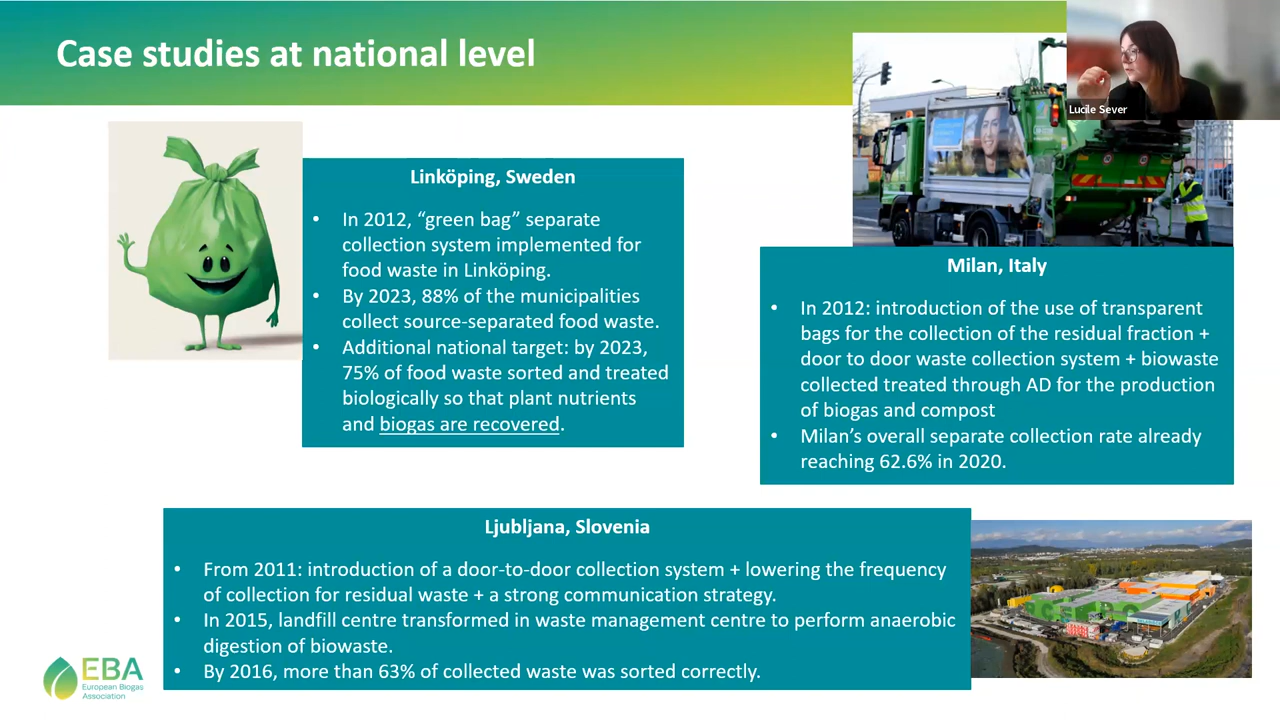 Case studies at national level
Lucile Sever
Linköping, Sweden
• In 2012, “green bag” separate
collection system implemented for
food waste in Linköping.
• By 2023, 88% of the municipalities
collect source-separated food waste.
• Additional national target: by 2023,
75% of food waste sorted and treated
biologically so that plant nutrients
and biogas are recovered.
Milan, Italy
• In 2012: introduction of the use of transparent
bags for the collection of the residual fraction +
door to door waste collection system + biowaste
collected treated through AD for the production
of biogas and compost
• Milan’s overall separate collection rate already
reaching 62.6% in 2020.
Ljubljana, Slovenia
• From 2011: introduction of a door-to-door collection system + lowering the frequency
of collection for residual waste + a strong communication strategy.
• In 2015, landfill centre transformed in waste management centre to perform anaerobic
digestion of biowaste.
• By 2016, more than 63% of collected waste was sorted correctly.
EBA
European Biogas
Association